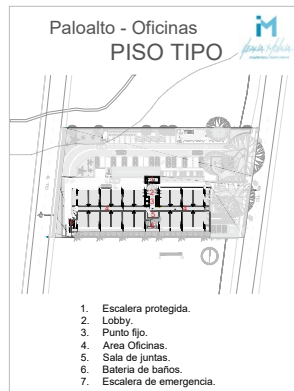 Paloalto - Oficinas
PISO TIPO
1. Escalera protegida.
2. Lobby.
3. Punto fijo.
4. Area Oficinas.
5. Sala de juntas.
6. Bateria de baños.
7. Escalera de emergencia.